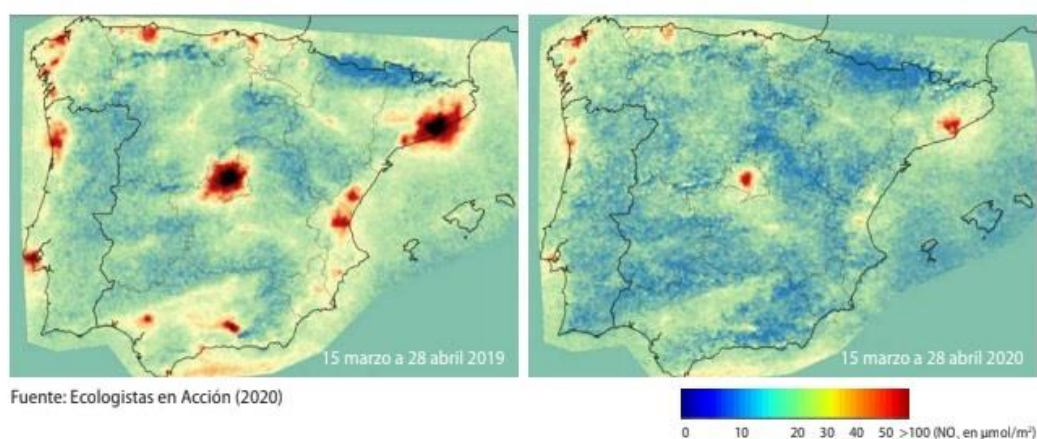 15 marzo a 28 abril 2019
15 marzo a 28 abril 2020
Fuente: Ecologistas en Acción (2020)
0 10 20 30 40 50 >100 (NO₂ en µmol/m²)